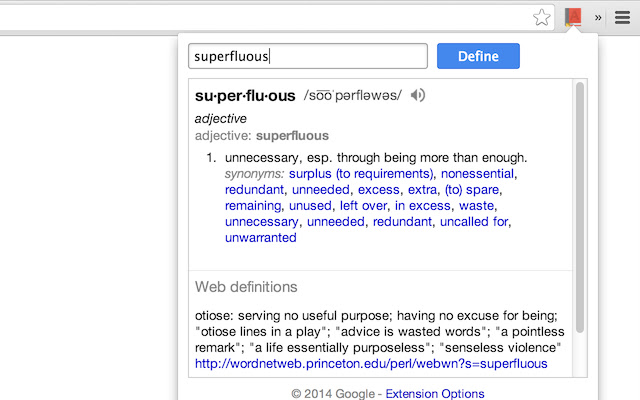 »
superfluous
Define
su·per·flu·ous /so͞oˈpərflo͞oəs/
adjective
adjective: superfluous
1. unnecessary, esp. through being more than enough.
synonyms: surplus (to requirements), nonessential,
redundant, unneeded, excess, extra, (to) spare,
remaining, unused, left over, in excess, waste,
unnecessary, unneeded, redundant, uncalled for,
unwarranted
Web definitions
otiose: serving no useful purpose; having no excuse for being;
"otiose lines in a play"; "advice is wasted words"; "a pointless
remark"; "a life essentially purposeless"; "senseless violence"
http://wordnetweb.princeton.edu/perl/webwn?s=superfluous
© 2014 Google - Extension Options